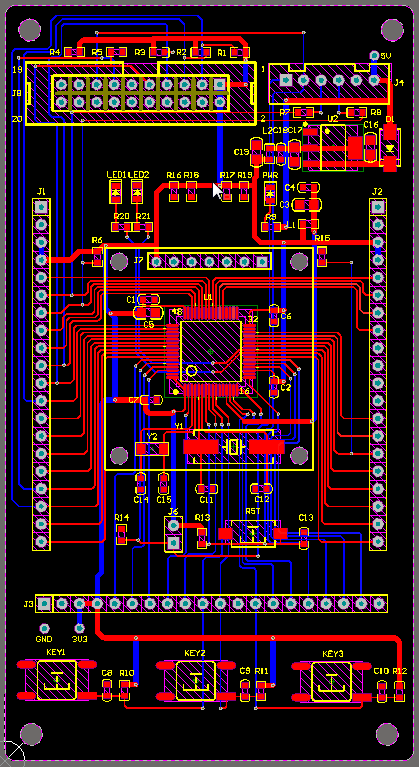 R4 R5 R3 R2 R1
5V
19 1
J4
J8
20 2
R7 R8
U2 C16 D1
L2 C18 C17
C19
LED1 LED2 R16 R18 R17 R19 PWR C4
C3
J1 J2
R20 R21 R9 L1
R6 J7 R15
C1 U1
48 32 C6
C5
C2
16
C7
Y1
Y2
C14 C15 C11 C12
R14 J6 R13 RST C13
J3
GND 3V3
KEY1 KEY2 KEY3
C8 R10 C9 R11 C10 R12